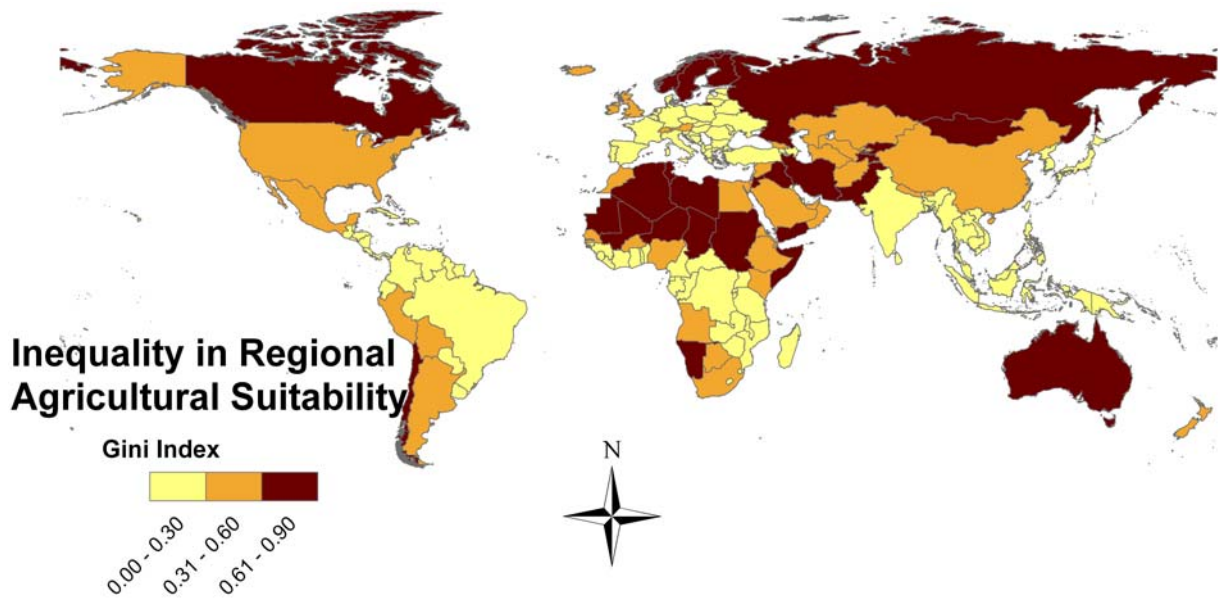 Inequality in Regional
Agricultural Suitability
Gini Index
0.00 - 0.30
0.31 - 0.60
0.61 - 0.90
N